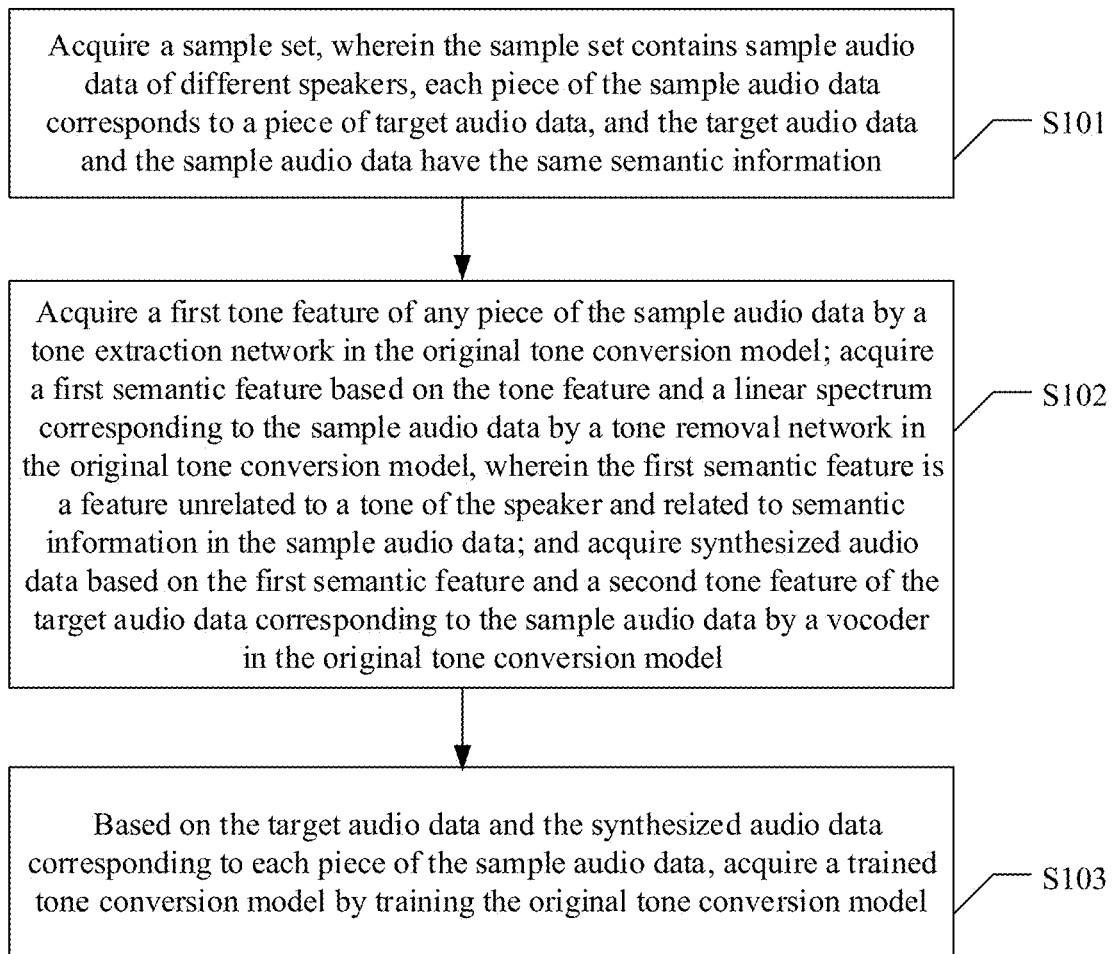 Acquire a sample set, wherein the sample set contains sample audio
data of different speakers, each piece of the sample audio data
corresponds to a piece of target audio data, and the target audio data
and the sample audio data have the same semantic information
S101
Acquire a first tone feature of any piece of the sample audio data by a
tone extraction network in the original tone conversion model; acquire
a first semantic feature based on the tone feature and a linear spectrum
corresponding to the sample audio data by a tone removal network in
the original tone conversion model, wherein the first semantic feature is
a feature unrelated to a tone of the speaker and related to semantic
information in the sample audio data; and acquire synthesized audio
data based on the first semantic feature and a second tone feature of the
target audio data corresponding to the sample audio data by a vocoder
in the original tone conversion model
S102
Based on the target audio data and the synthesized audio data
corresponding to each piece of the sample audio data, acquire a trained
tone conversion model by training the original tone conversion model
S103